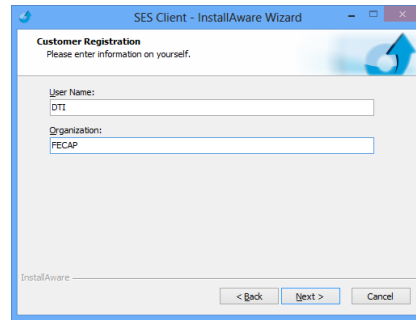 SES Client - InstallAware Wizard
Customer Registration
Please enter information on yourself.
User Name:
DTI
Organization:
FECAP
InstallAware
< Back Next > Cancel